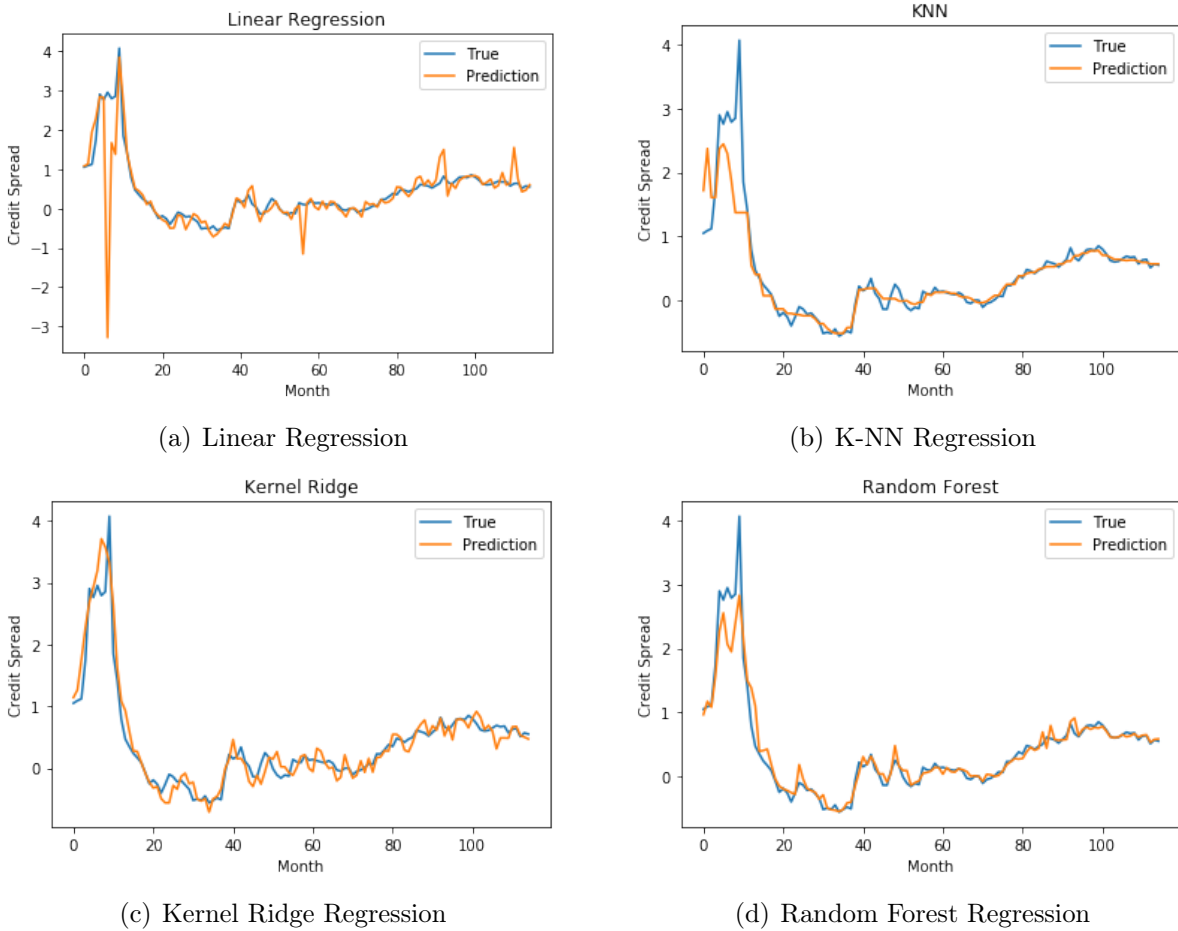 Linear Regression
True
Prediction
4
3
2
1
0
−1
−2
−3
Credit Spread
0 20 40 60 80 100
Month
(a) Linear Regression
KNN
True
Prediction
4
3
2
1
0
Credit Spread
0 20 40 60 80 100
Month
(b) K-NN Regression
Kernel Ridge
True
Prediction
4
3
2
1
0
Credit Spread
0 20 40 60 80 100
Month
(c) Kernel Ridge Regression
Random Forest
True
Prediction
4
3
2
1
0
Credit Spread
0 20 40 60 80 100
Month
(d) Random Forest Regression